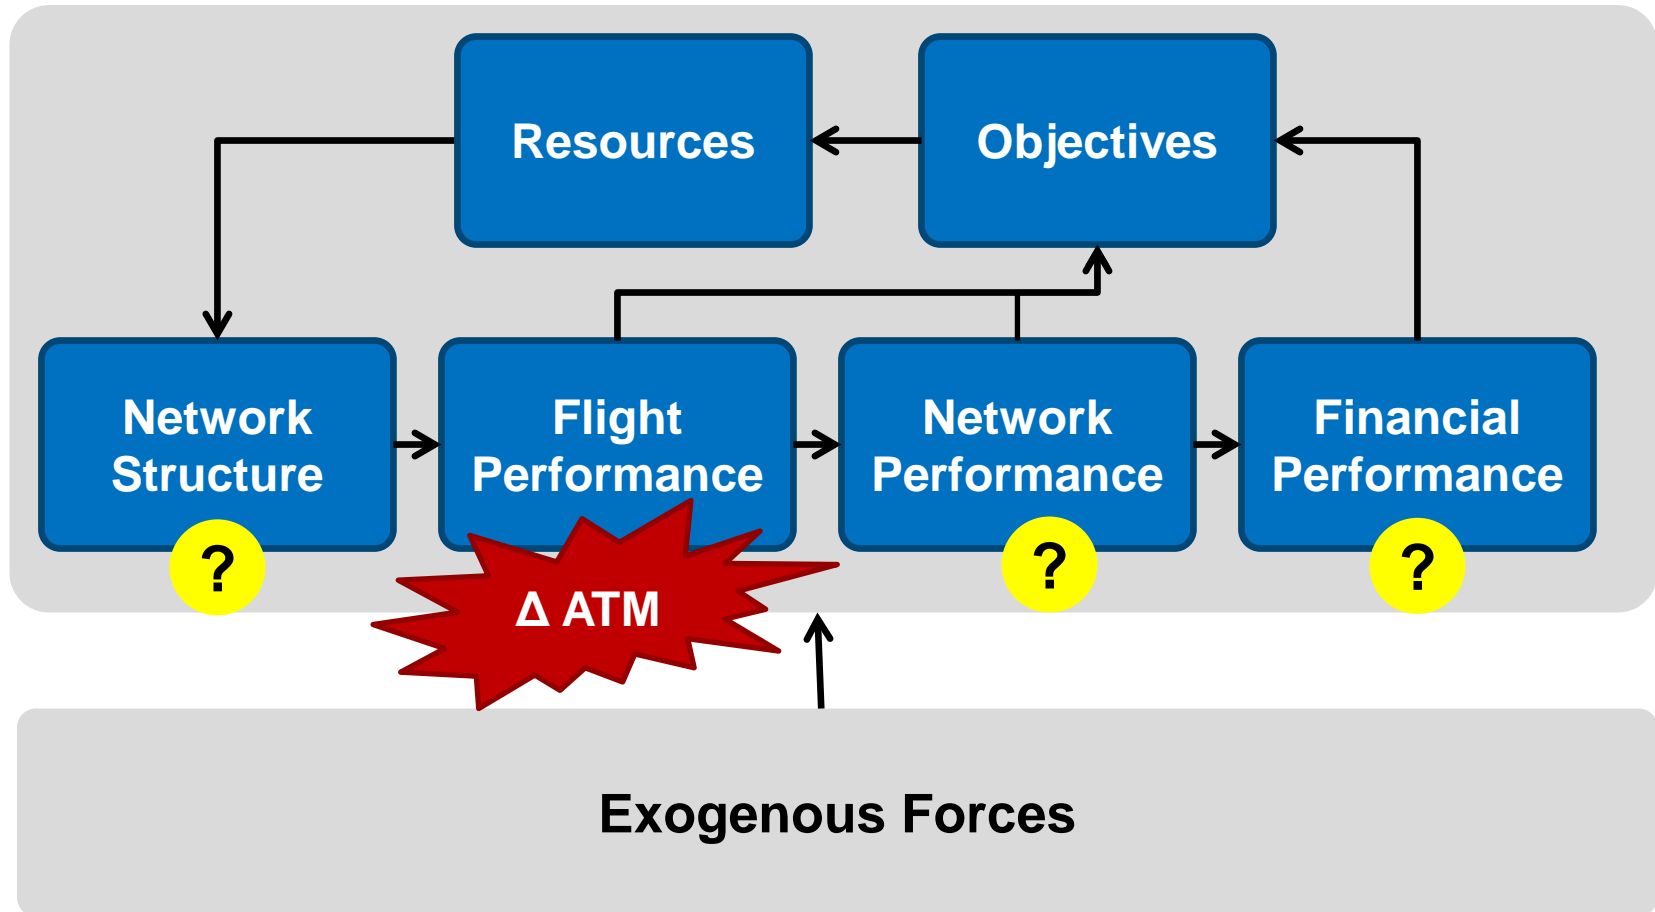 Resources
Objectives
Network
Structure
Flight
Performance
Network
Performance
Financial
Performance
?
Δ ATM
?
?
Exogenous Forces